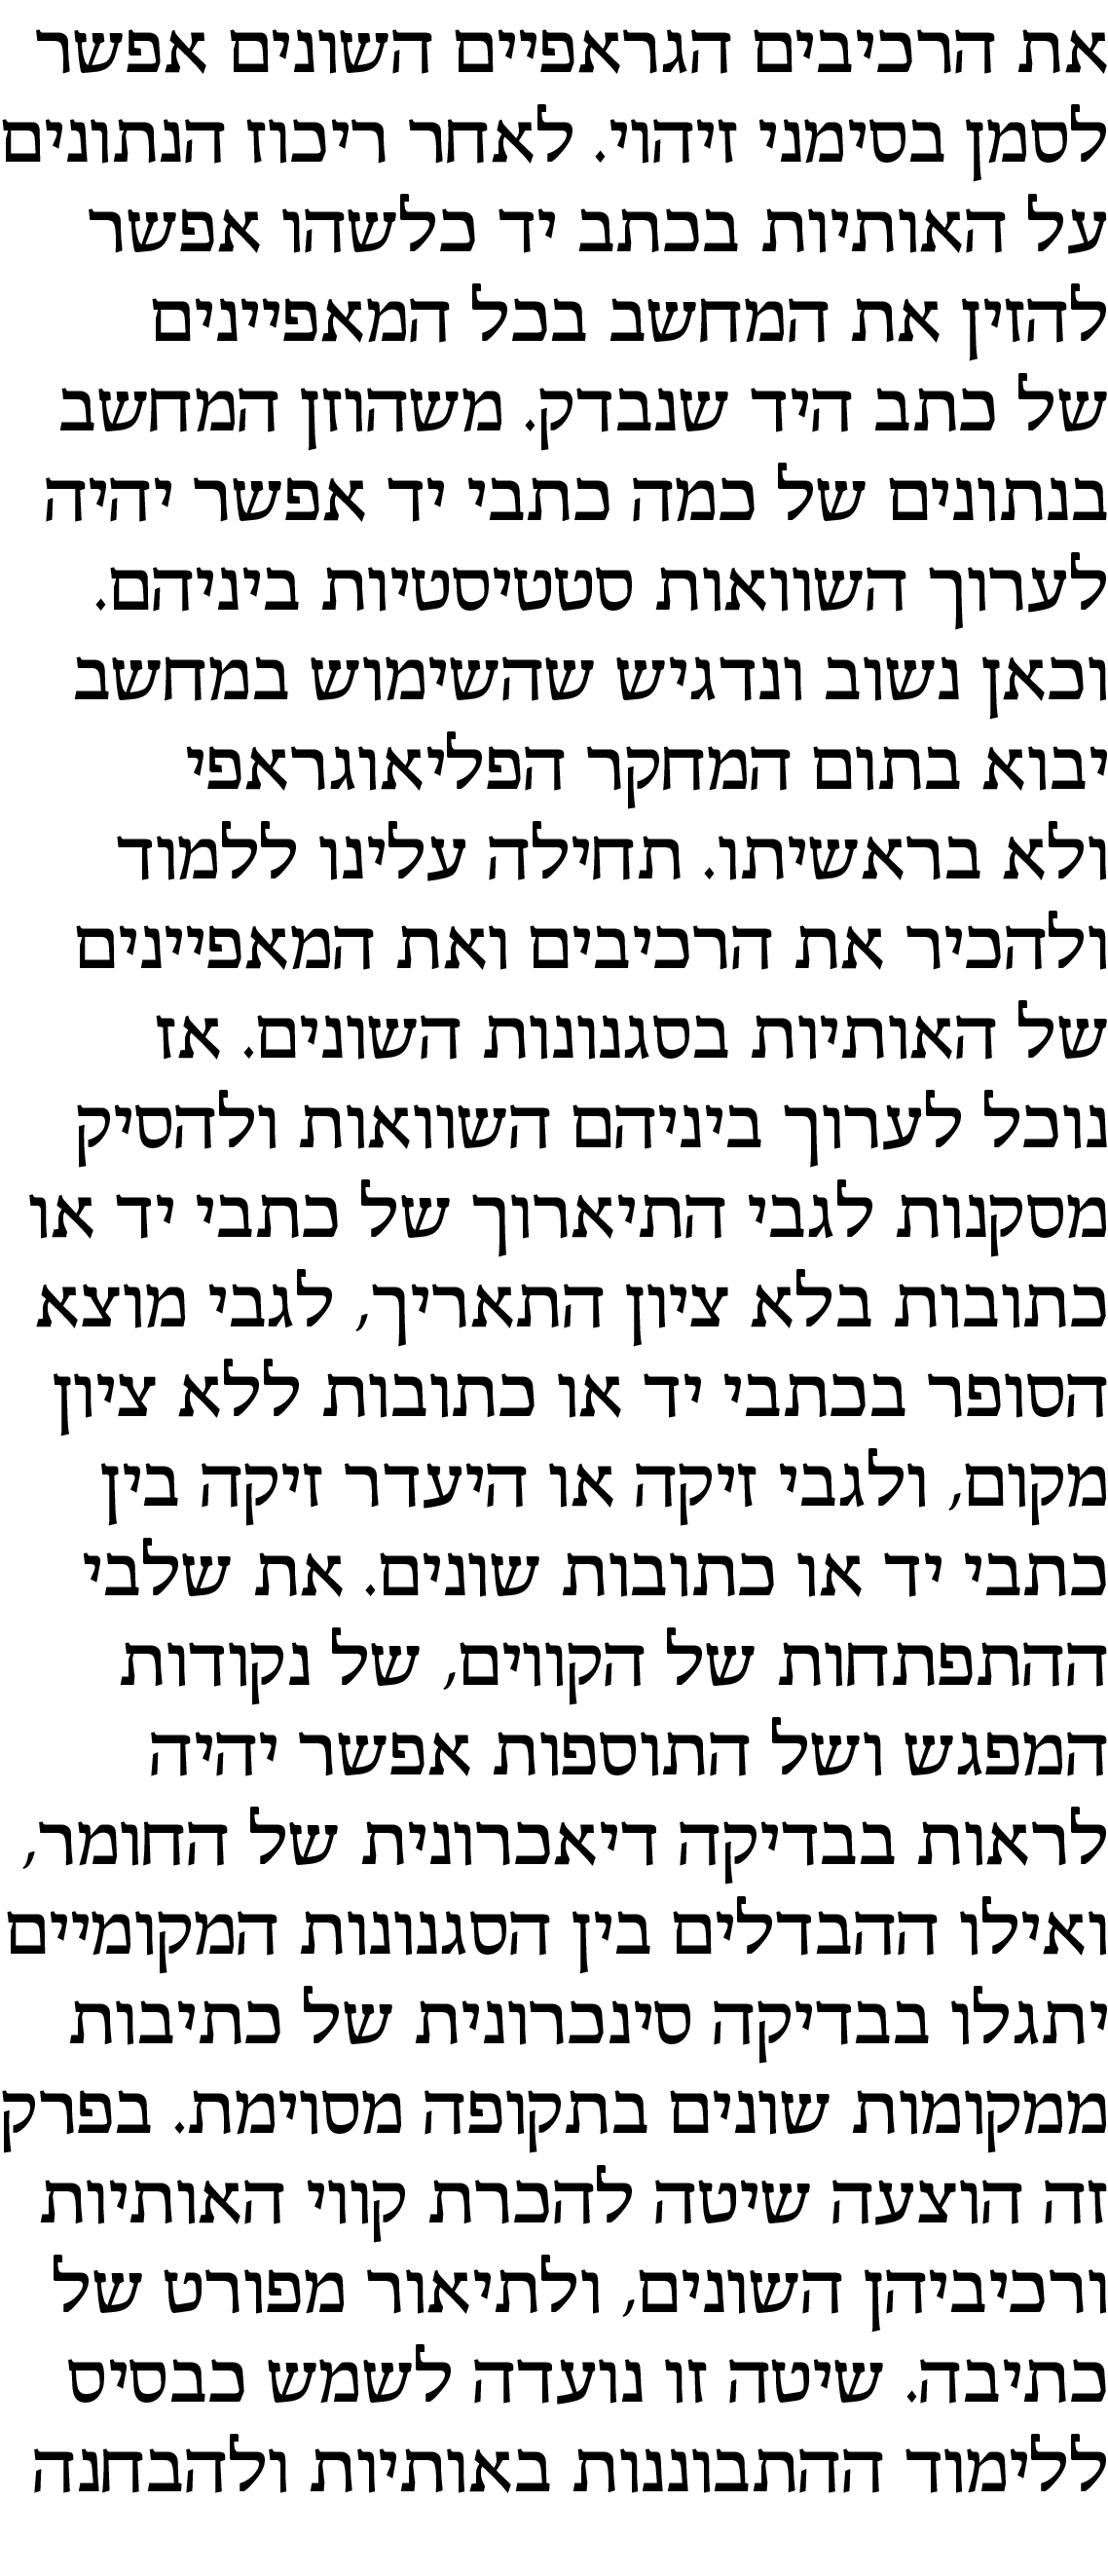 את הרכיבים הגראפיים השונים אפשר
לסמן בסימני זיהוי. לאחר ריכוז הנתונים
על האותיות בכתב יד כלשהו אפשר
להזין את המחשב בכל המאפיינים
של כתב היד שנבדק. משהוזן המחשב
בנתונים של כמה כתבי יד אפשר יהיה
לערוך השוואות סטטיסטיות ביניהם.
וכאן נשוב ונדגיש שהשימוש במחשב
יבוא בתום המחקר הפליאוגראפי
ולא בראשיתו. תחילה עלינו ללמוד
ולהכיר את הרכיבים ואת המאפיינים
של האותיות בסגנונות השונים. אז
נוכל לערוך ביניהם השוואות ולהסיק
מסקנות לגבי התיארוך של כתבי יד או
כתובות בלא ציון התאריך, לגבי מוצא
הסופר בכתבי יד או כתובות ללא ציון
מקום, ולגבי זיקה או היעדר זיקה בין
כתבי יד או כתובות שונים. את שלבי
ההתפתחות של הקווים, של נקודות
המפגש ושל התוספות אפשר יהיה
לראות בבדיקה דיאכרונית של החומר,
ואילו ההבדלים בין הסגנונות המקומיים
יתגלו בבדיקה סינכרונית של כתיבות
ממקומות שונים בתקופה מסוימת. בפרק
זה הוצעה שיטה להכרת קווי האותיות
ורכיביהן השונים, ולתיאור מפורט של
כתיבה. שיטה זו נועדה לשמש כבסיס
ללימוד ההתבוננות באותיות ולהבחנה